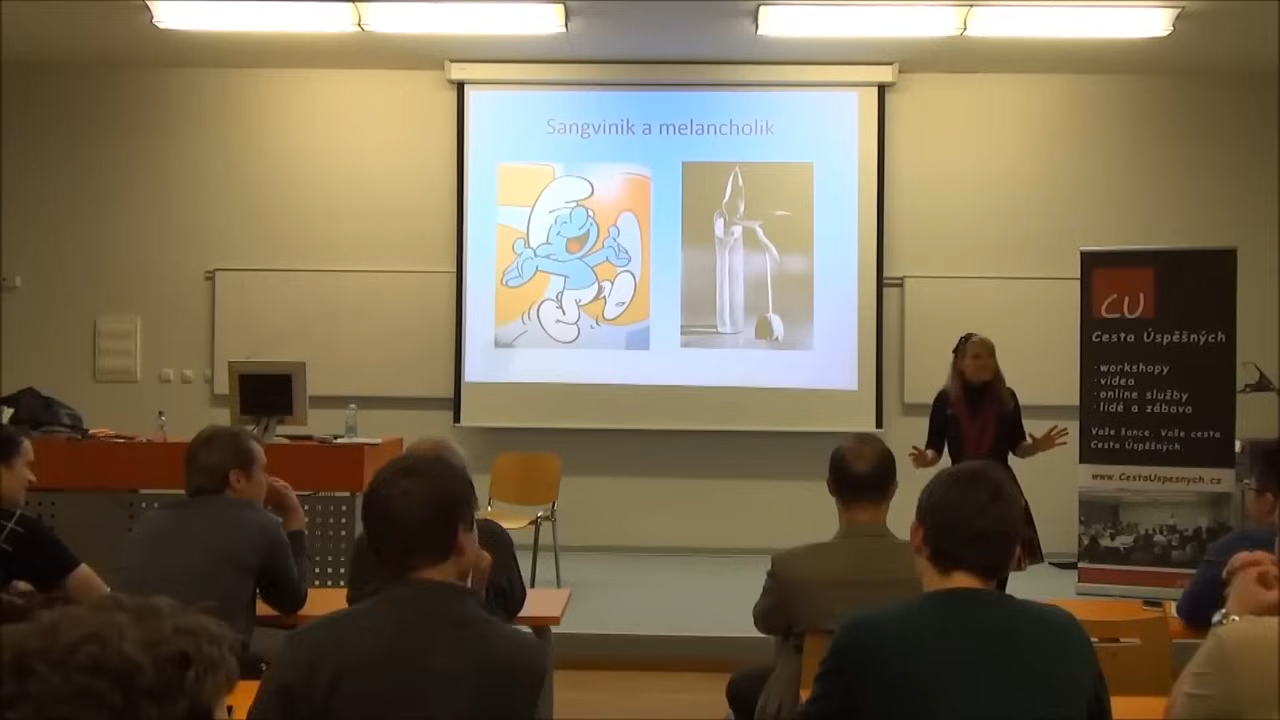 Sangvinik a melancholik
CU
Cesta Úspěšných
· workshopy
· videa
· online služby
· lidé a zábava
Vaše šance. Vaše cesta.
Cesta Úspěšných.
www.CestaUspesnych.cz